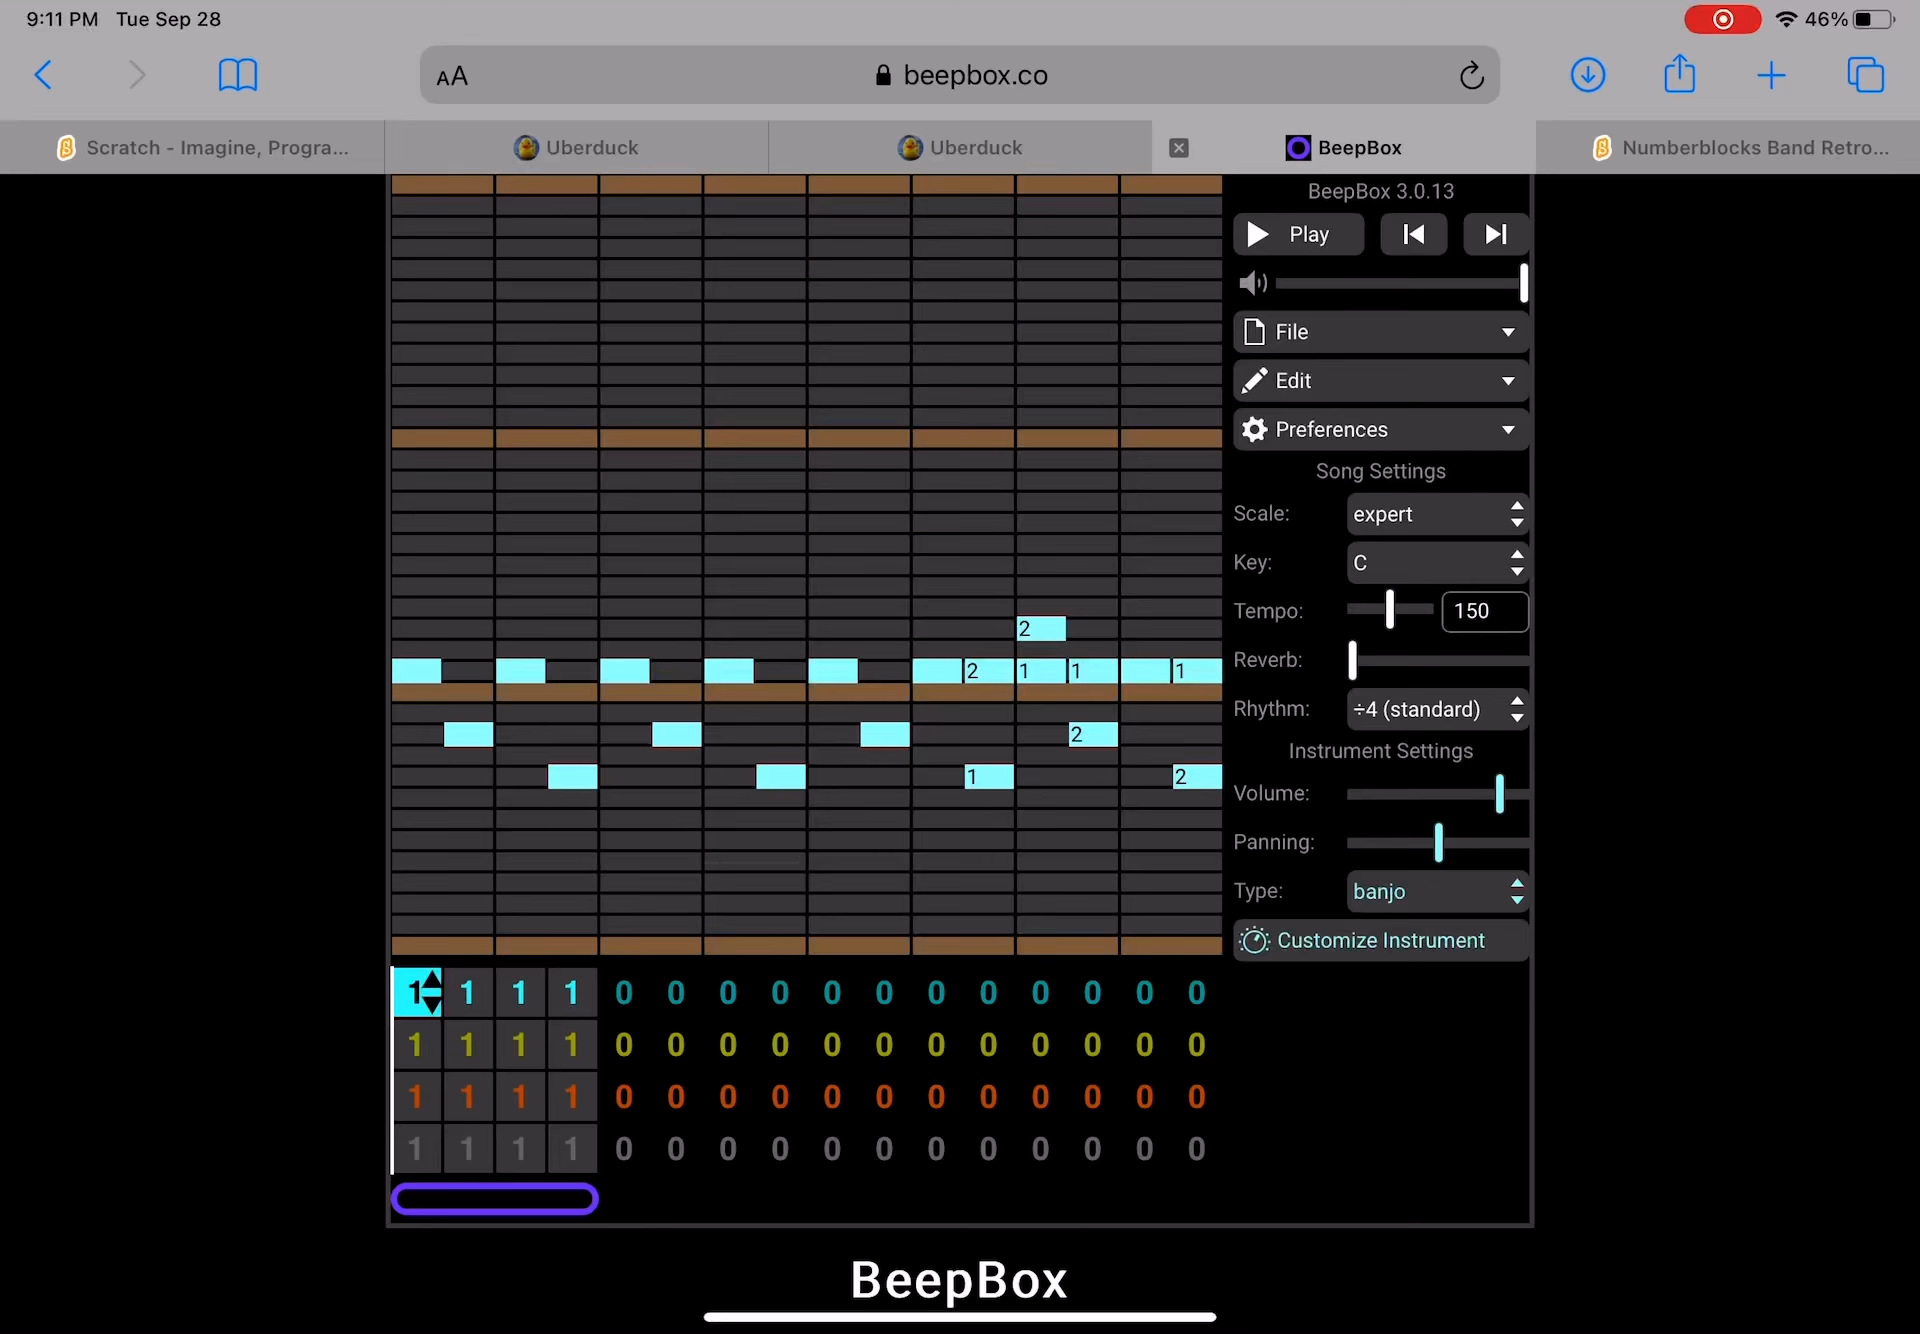 9:11 PM Tue Sep 28
46%
AA
beepbox.co
Scratch - Imagine, Progra...
Uberduck
Uberduck
BeepBox
Numberblocks Band Retro...
BeepBox 3.0.13
Play
File
Edit
Preferences
Song Settings
Scale: expert
Key: C
Tempo: 150
Reverb:
Rhythm: ÷4 (standard)
Instrument Settings
Volume:
Panning:
Type: banjo
Customize Instrument
2
2 1 1 1
2
1 2
1 1 1 1 0 0 0 0 0 0 0 0 0 0 0 0
1 1 1 1 0 0 0 0 0 0 0 0 0 0 0 0
1 1 1 1 0 0 0 0 0 0 0 0 0 0 0 0
1 1 1 1 0 0 0 0 0 0 0 0 0 0 0 0
BeepBox